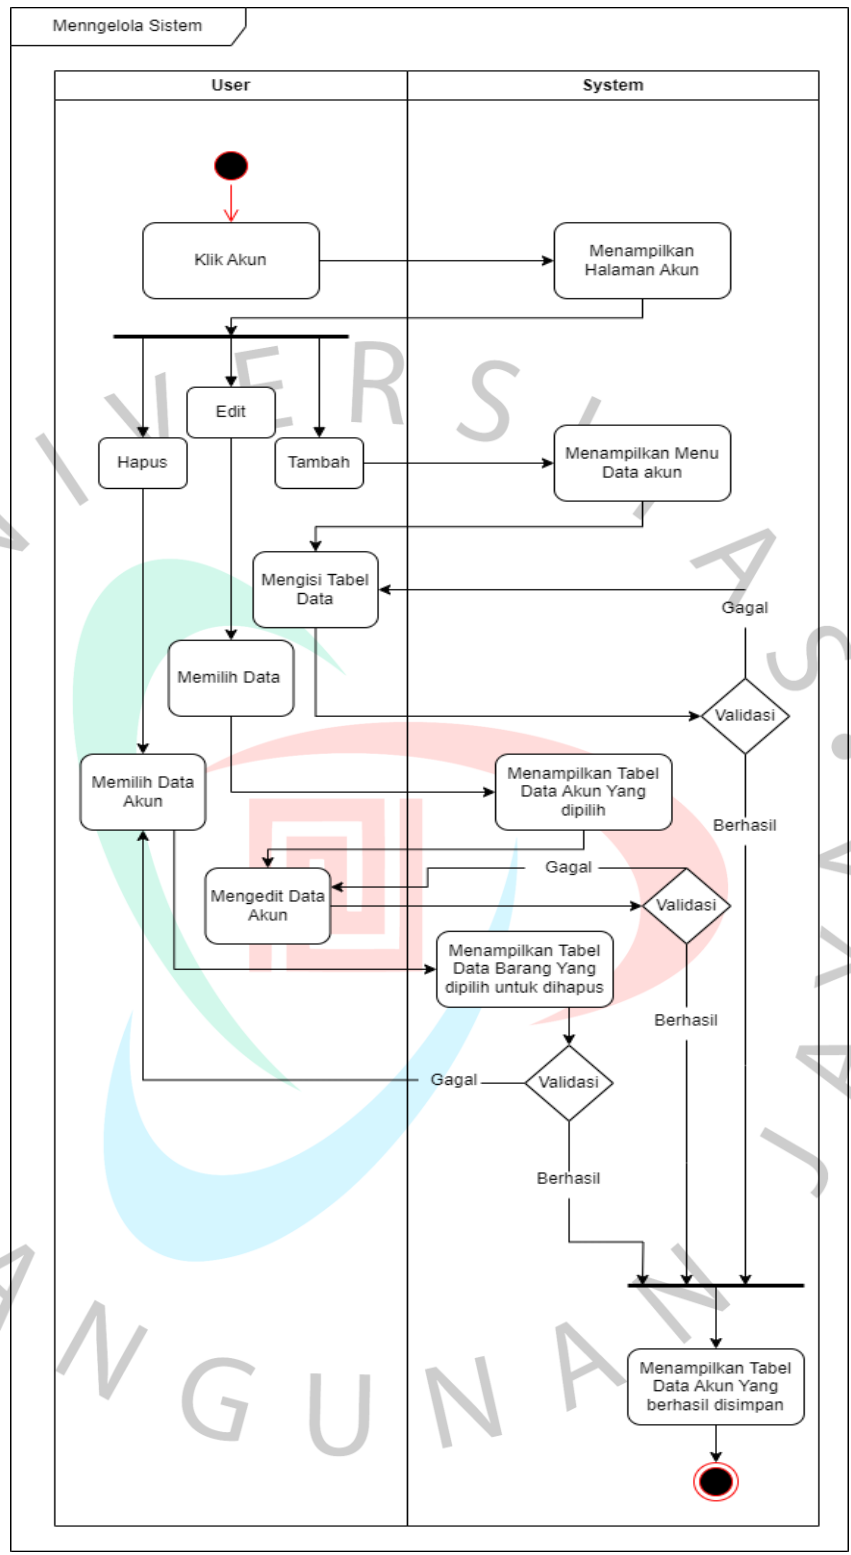 Menngelola Sistem
User
System
Klik Akun
Menampilkan
Halaman Akun
Edit
Hapus
Tambah
Menampilkan Menu
Data akun
Mengisi Tabel
Data
Gagal
Memilih Data
Validasi
Memilih Data
Akun
Menampilkan Tabel
Data Akun Yang
dipilih
Berhasil
Gagal
Mengedit Data
Akun
Validasi
Menampilkan Tabel
Data Barang Yang
dipilih untuk dihapus
Berhasil
Gagal
Validasi
Berhasil
Menampilkan Tabel
Data Akun Yang
berhasil disimpan
NIVERSITAS
JAYA
ANGUNAN